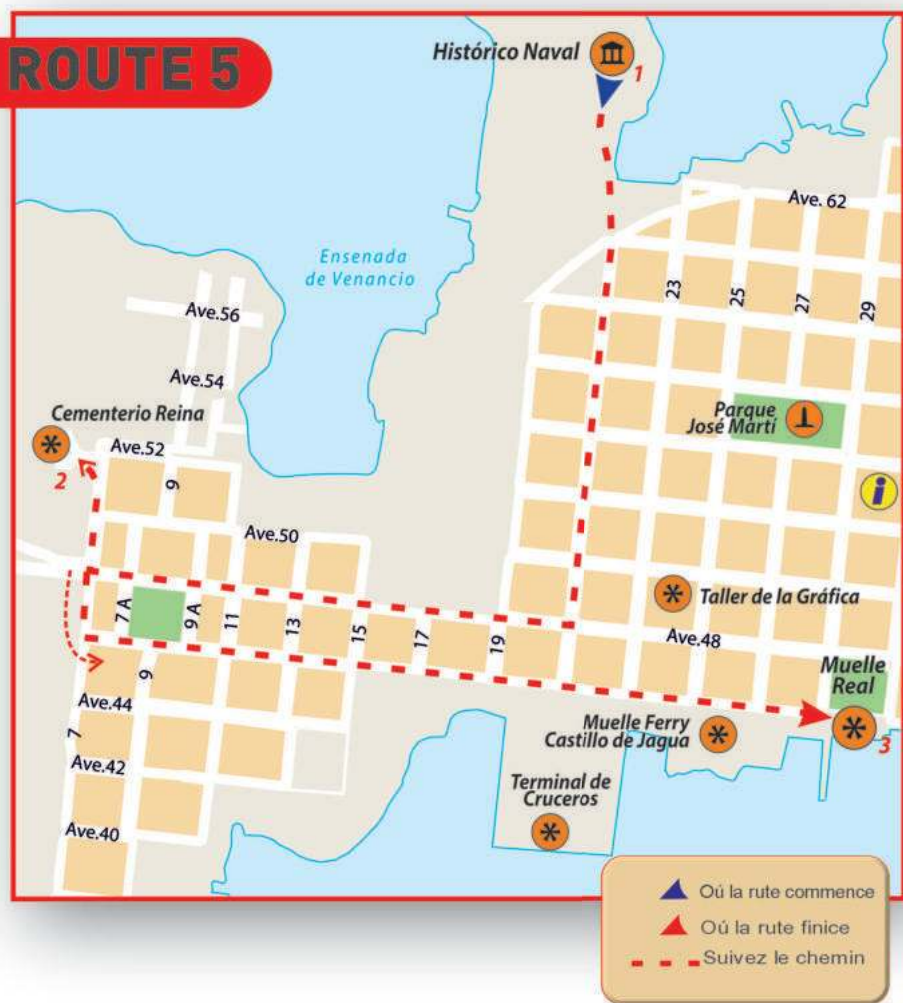 ROUTE 5
Histórico Naval
1
Ave. 62
Ensenada
de Venancio
23
25
27
29
Ave.56
Ave.54
Cementerio Reina
Parque
José Martí
Ave.52
2
9
i
Ave.50
7A
9 A
11
13
15
17
19
Taller de la Gráfica
Ave.48
9
Muelle
Real
Ave.44
7
Muelle Ferry
Castillo de Jagua
3
Ave.42
Terminal de
Cruceros
Ave.40
Oú la rute commence
Oú la rute finice
Suivez le chemin